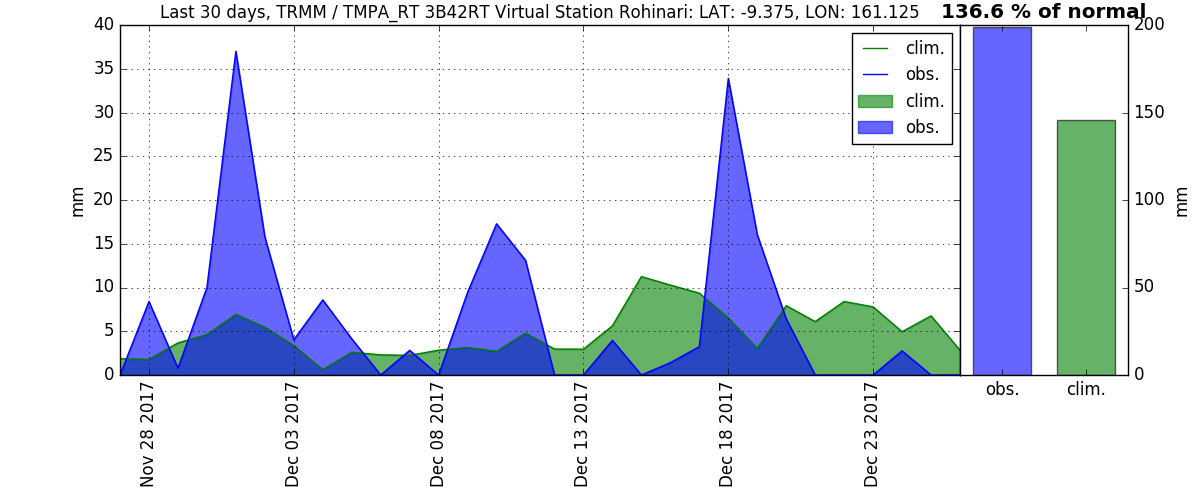 Last 30 days, TRMM / TMPA_RT 3B42RT Virtual Station Rohinari: LAT: -9.375, LON: 161.125
136.6 % of normal
40
35
30
25
20
15
10
5
0
mm
clim.
obs.
clim.
obs.
200
150
100
50
0
mm
Nov 28 2017
Dec 03 2017
Dec 08 2017
Dec 13 2017
Dec 18 2017
Dec 23 2017
obs.
clim.